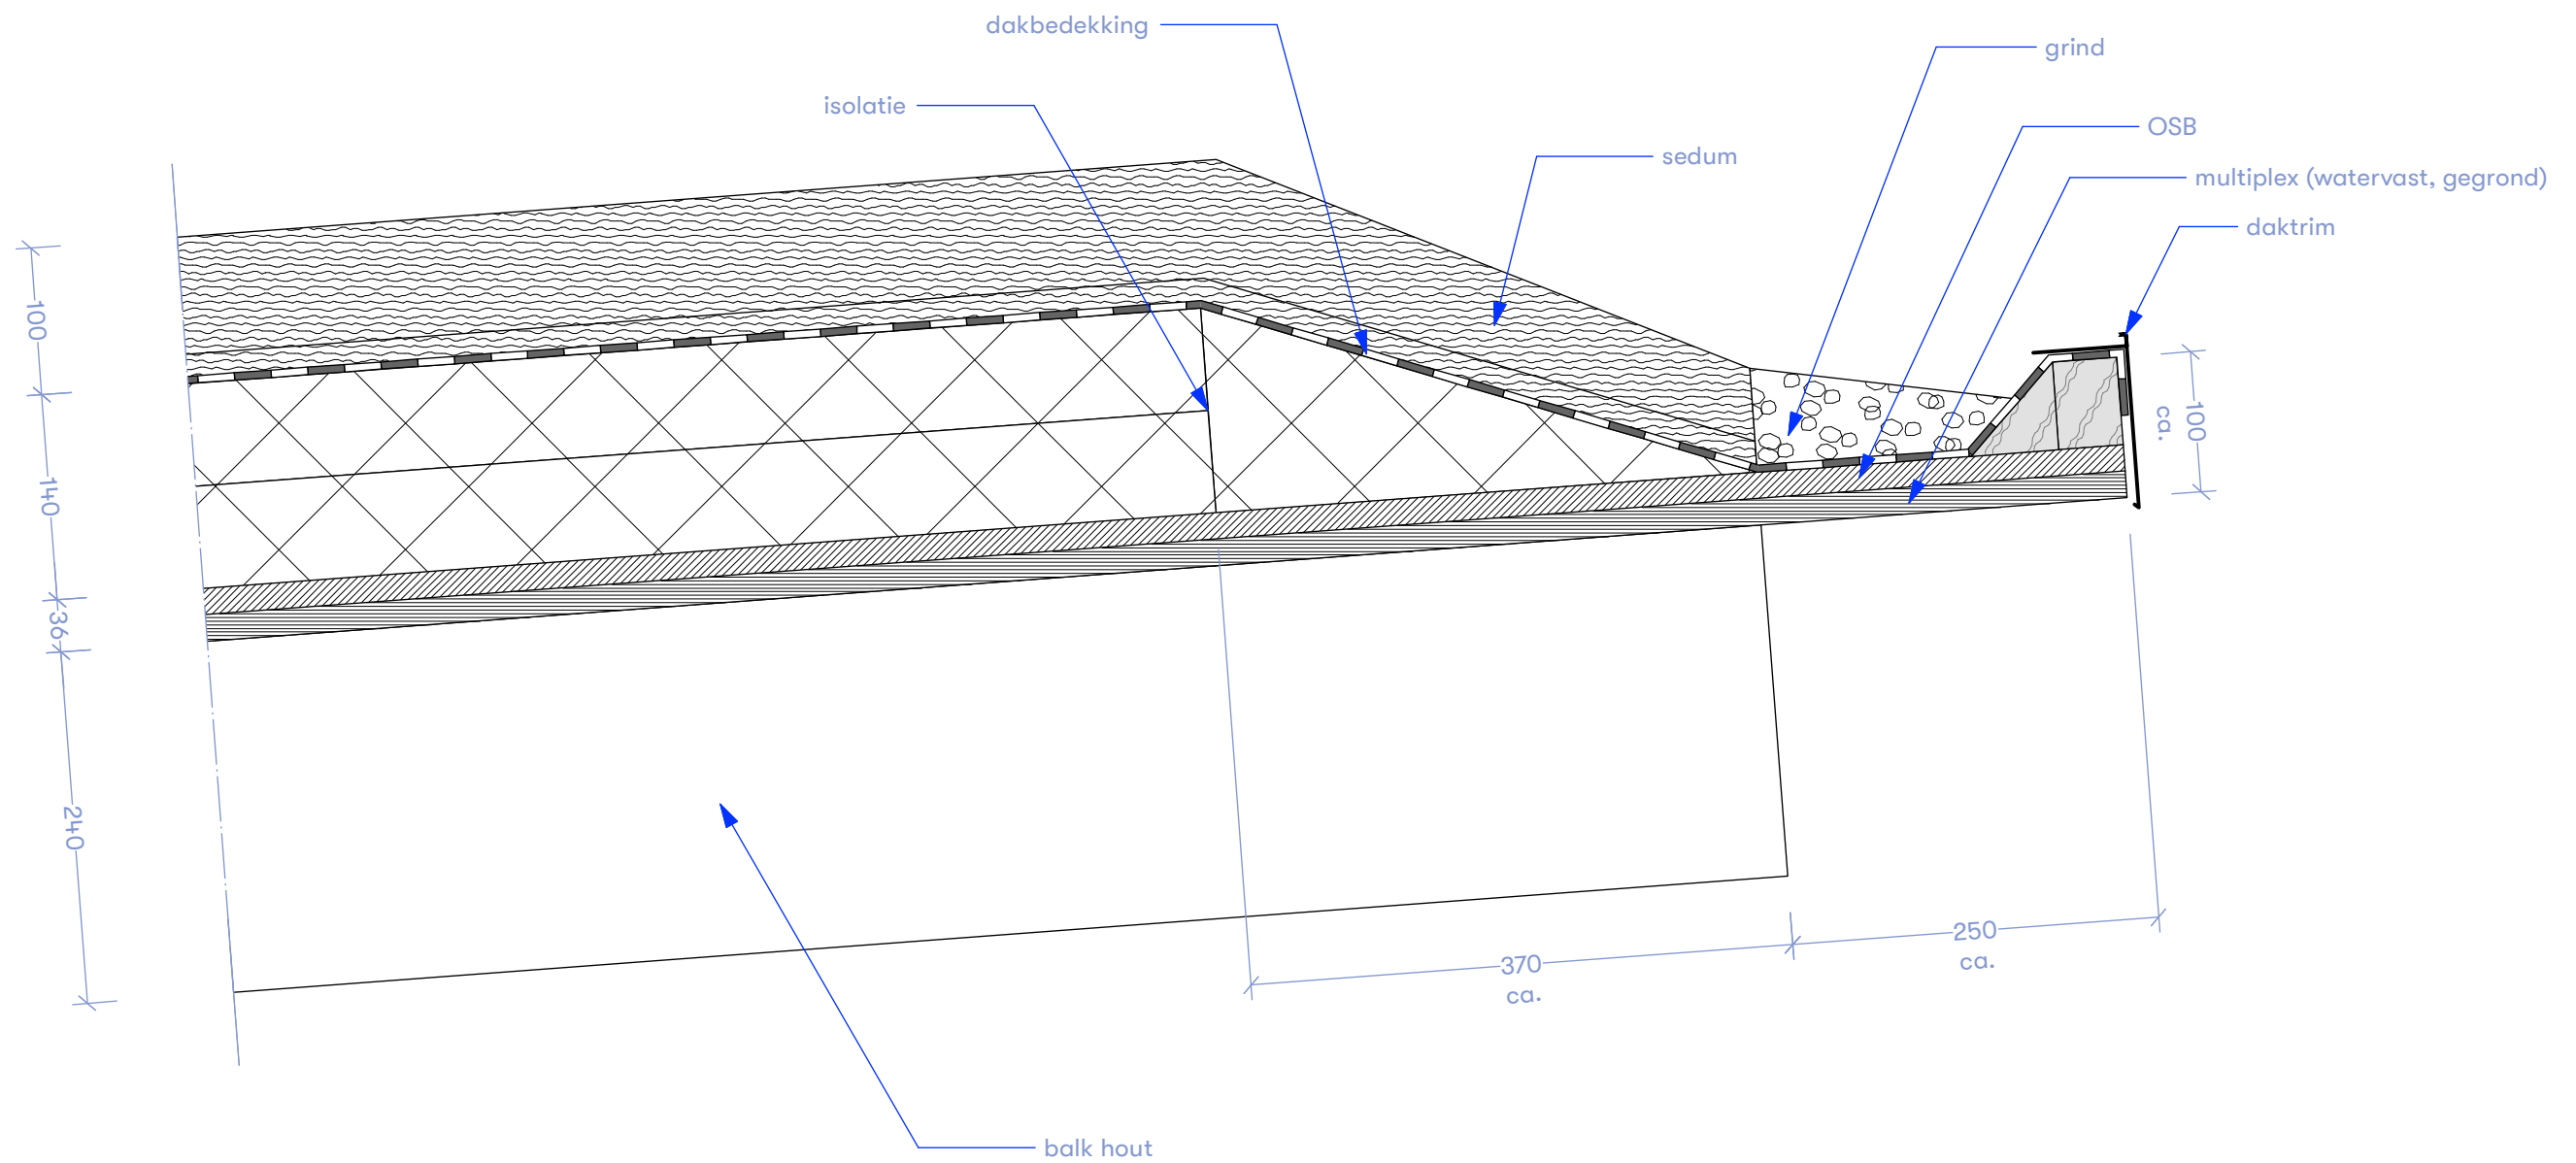 dakbedekking
grind
isolatie
OSB
sedum
multiplex (watervast, gegrond)
daktrim
100
140
36
240
100
ca.
370
ca.
250
ca.
balk hout